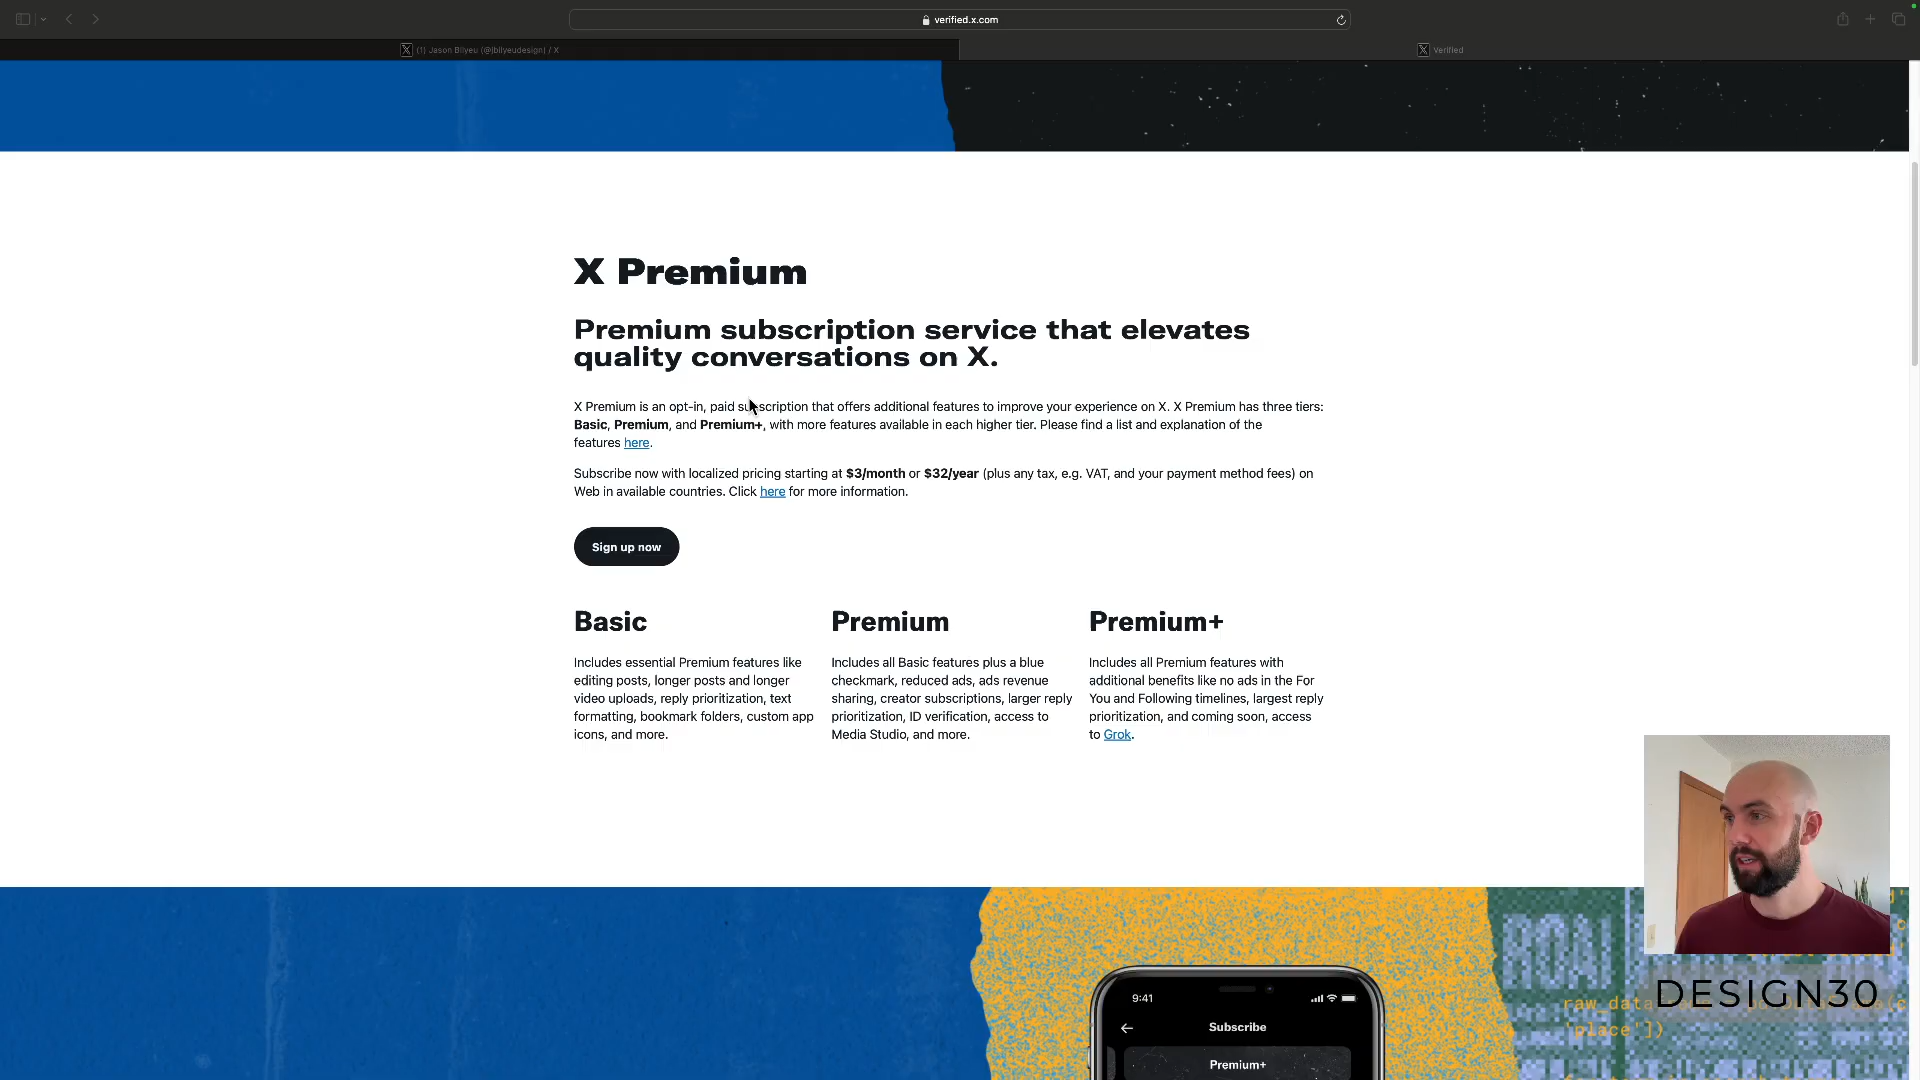 verified.x.com
(1) Jason Bilyeu (@jbilyeudesign) / X
Verified
X Premium
Premium subscription service that elevates
quality conversations on X.
X Premium is an opt-in, paid subscription that offers additional features to improve your experience on X. X Premium has three tiers:
Basic, Premium, and Premium+, with more features available in each higher tier. Please find a list and explanation of the
features here.
Subscribe now with localized pricing starting at $3/month or $32/year (plus any tax, e.g. VAT, and your payment method fees) on
Web in available countries. Click here for more information.
Sign up now
Basic
Includes essential Premium features like
editing posts, longer posts and longer
video uploads, reply prioritization, text
formatting, bookmark folders, custom app
icons, and more.
Premium
Includes all Basic features plus a blue
checkmark, reduced ads, ads revenue
sharing, creator subscriptions, larger reply
prioritization, ID verification, access to
Media Studio, and more.
Premium+
Includes all Premium features with
additional benefits like no ads in the For
You and Following timelines, largest reply
prioritization, and coming soon, access
to Grok.
9:41
Subscribe
Premium+
DESIGN30
'place'])